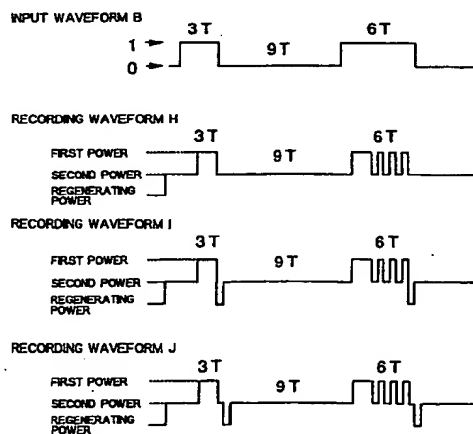 INPUT WAVEFORM B
3T
6T
1
9T
0
RECORDING WAVEFORM H
3T
6T
FIRST POWER
9T
SECOND POWER
REGENERATING
POWER
RECORDING WAVEFORM I
3T
6T
FIRST POWER
9T
SECOND POWER
REGENERATING
POWER
RECORDING WAVEFORM J
3T
6T
FIRST POWER
9T
SECOND POWER
REGENERATING
POWER